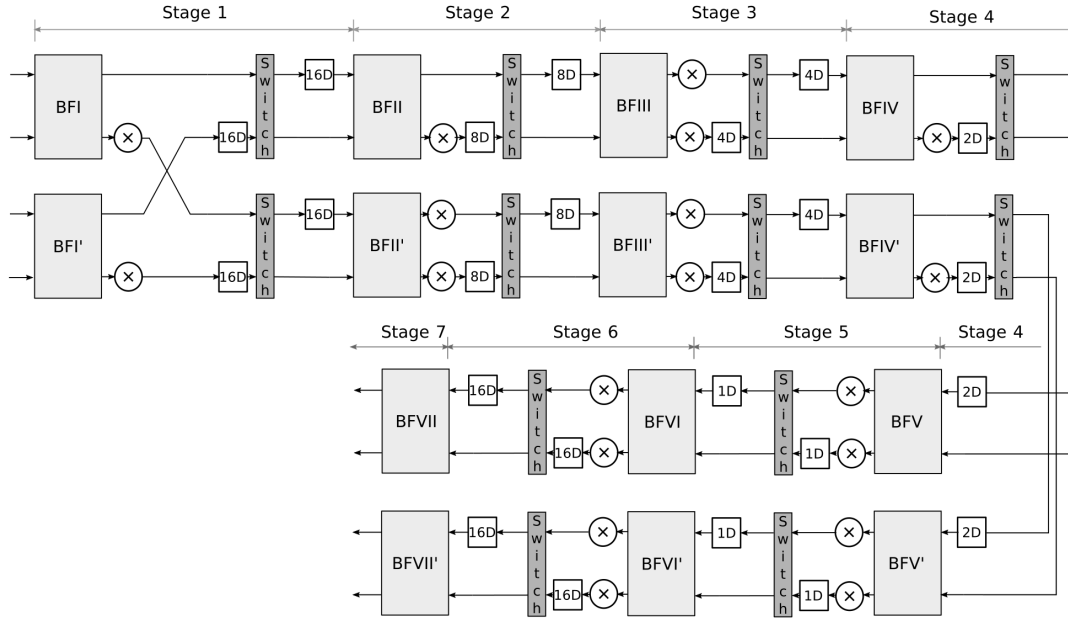 Stage 1 Stage 2 Stage 3 Stage 4
BFI × Switch 16D 16D BFII × 8D Switch 8D BFIII × × 4D Switch 4D BFIV × 2D Switch
BFI' × 16D Switch 16D BFII' × × 8D Switch 8D BFIII' × × 4D Switch 4D BFIV' × 2D Switch
Stage 7 Stage 6 Stage 5 Stage 4
BFVII 16D Switch 16D × × BFVI 1D Switch 1D × × BFV 2D
BFVII' 16D Switch 16D × × BFVI' 1D Switch 1D × × BFV' 2D